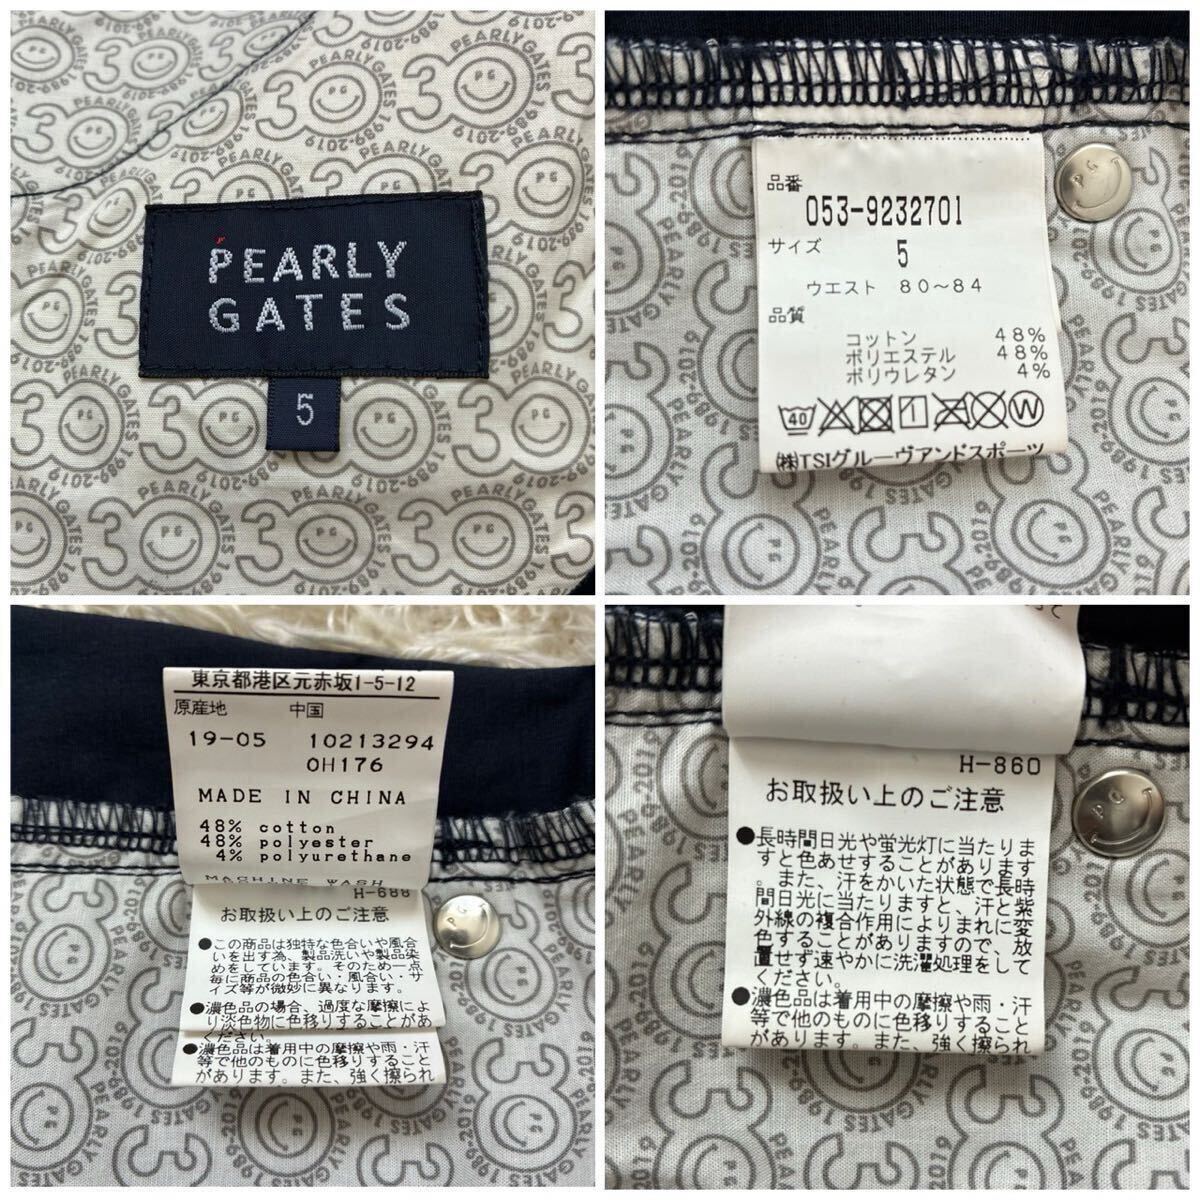 PEARLY
GATES
5
品番
053-9232701
サイズ
5
ウエスト 80～84
品質
コットン 48%
ポリエステル 48%
ポリウレタン 4%
40
W
㈱TSIグルーヴアンドスポーツ
東京都港区元赤坂1-5-12
原産地 中国
19-05 10213294
OH176
MADE IN CHINA
48% cotton
48% polyester
4% polyurethane
MACHINE WASH
H-688
お取扱い上のご注意
●この商品は独特な色合いや風合
いを出す為、製品洗いや製品染
めをしています。そのため一点
毎に商品の色合い・風合い・サイ
ズ等が微妙に異なります。
●濃色品の場合、過度な摩擦によ
り淡色物に色移りすることがあ
ください。
●濃色品は着用中の摩擦や雨・汗
等で他のものに色移りすること
があります。また、強く擦られ
H-860
お取扱い上のご注意
●長時間日光や蛍光灯に当たりま
すと色あせすることがあります
。また、汗をかいた状態で長時
間日光に当たりますと、汗と紫
外線の複合作用によりまれに変
色することがありますので、放
置せず速やかに洗濯処理をして
ください。
●濃色品は着用中の摩擦や雨・汗
等で他のものに色移りすること
があります。また、強く擦られ
PEARLY GATES 1989-2019
30
PG